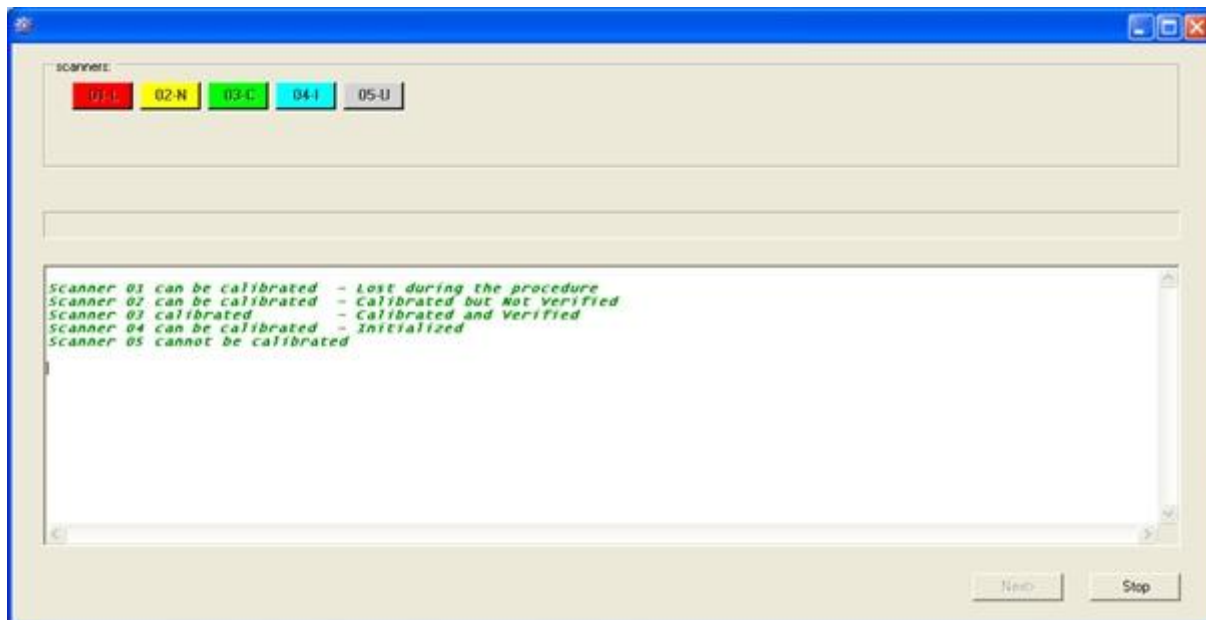 scanners:
01-L 02-N 03-C 04-I 05-U
Scanner 01 can be calibrated - Lost during the procedure
Scanner 02 can be calibrated - Calibrated but Not Verified
Scanner 03 calibrated - Calibrated and Verified
Scanner 04 can be calibrated - Initialized
Scanner 05 cannot be calibrated
Next> Stop